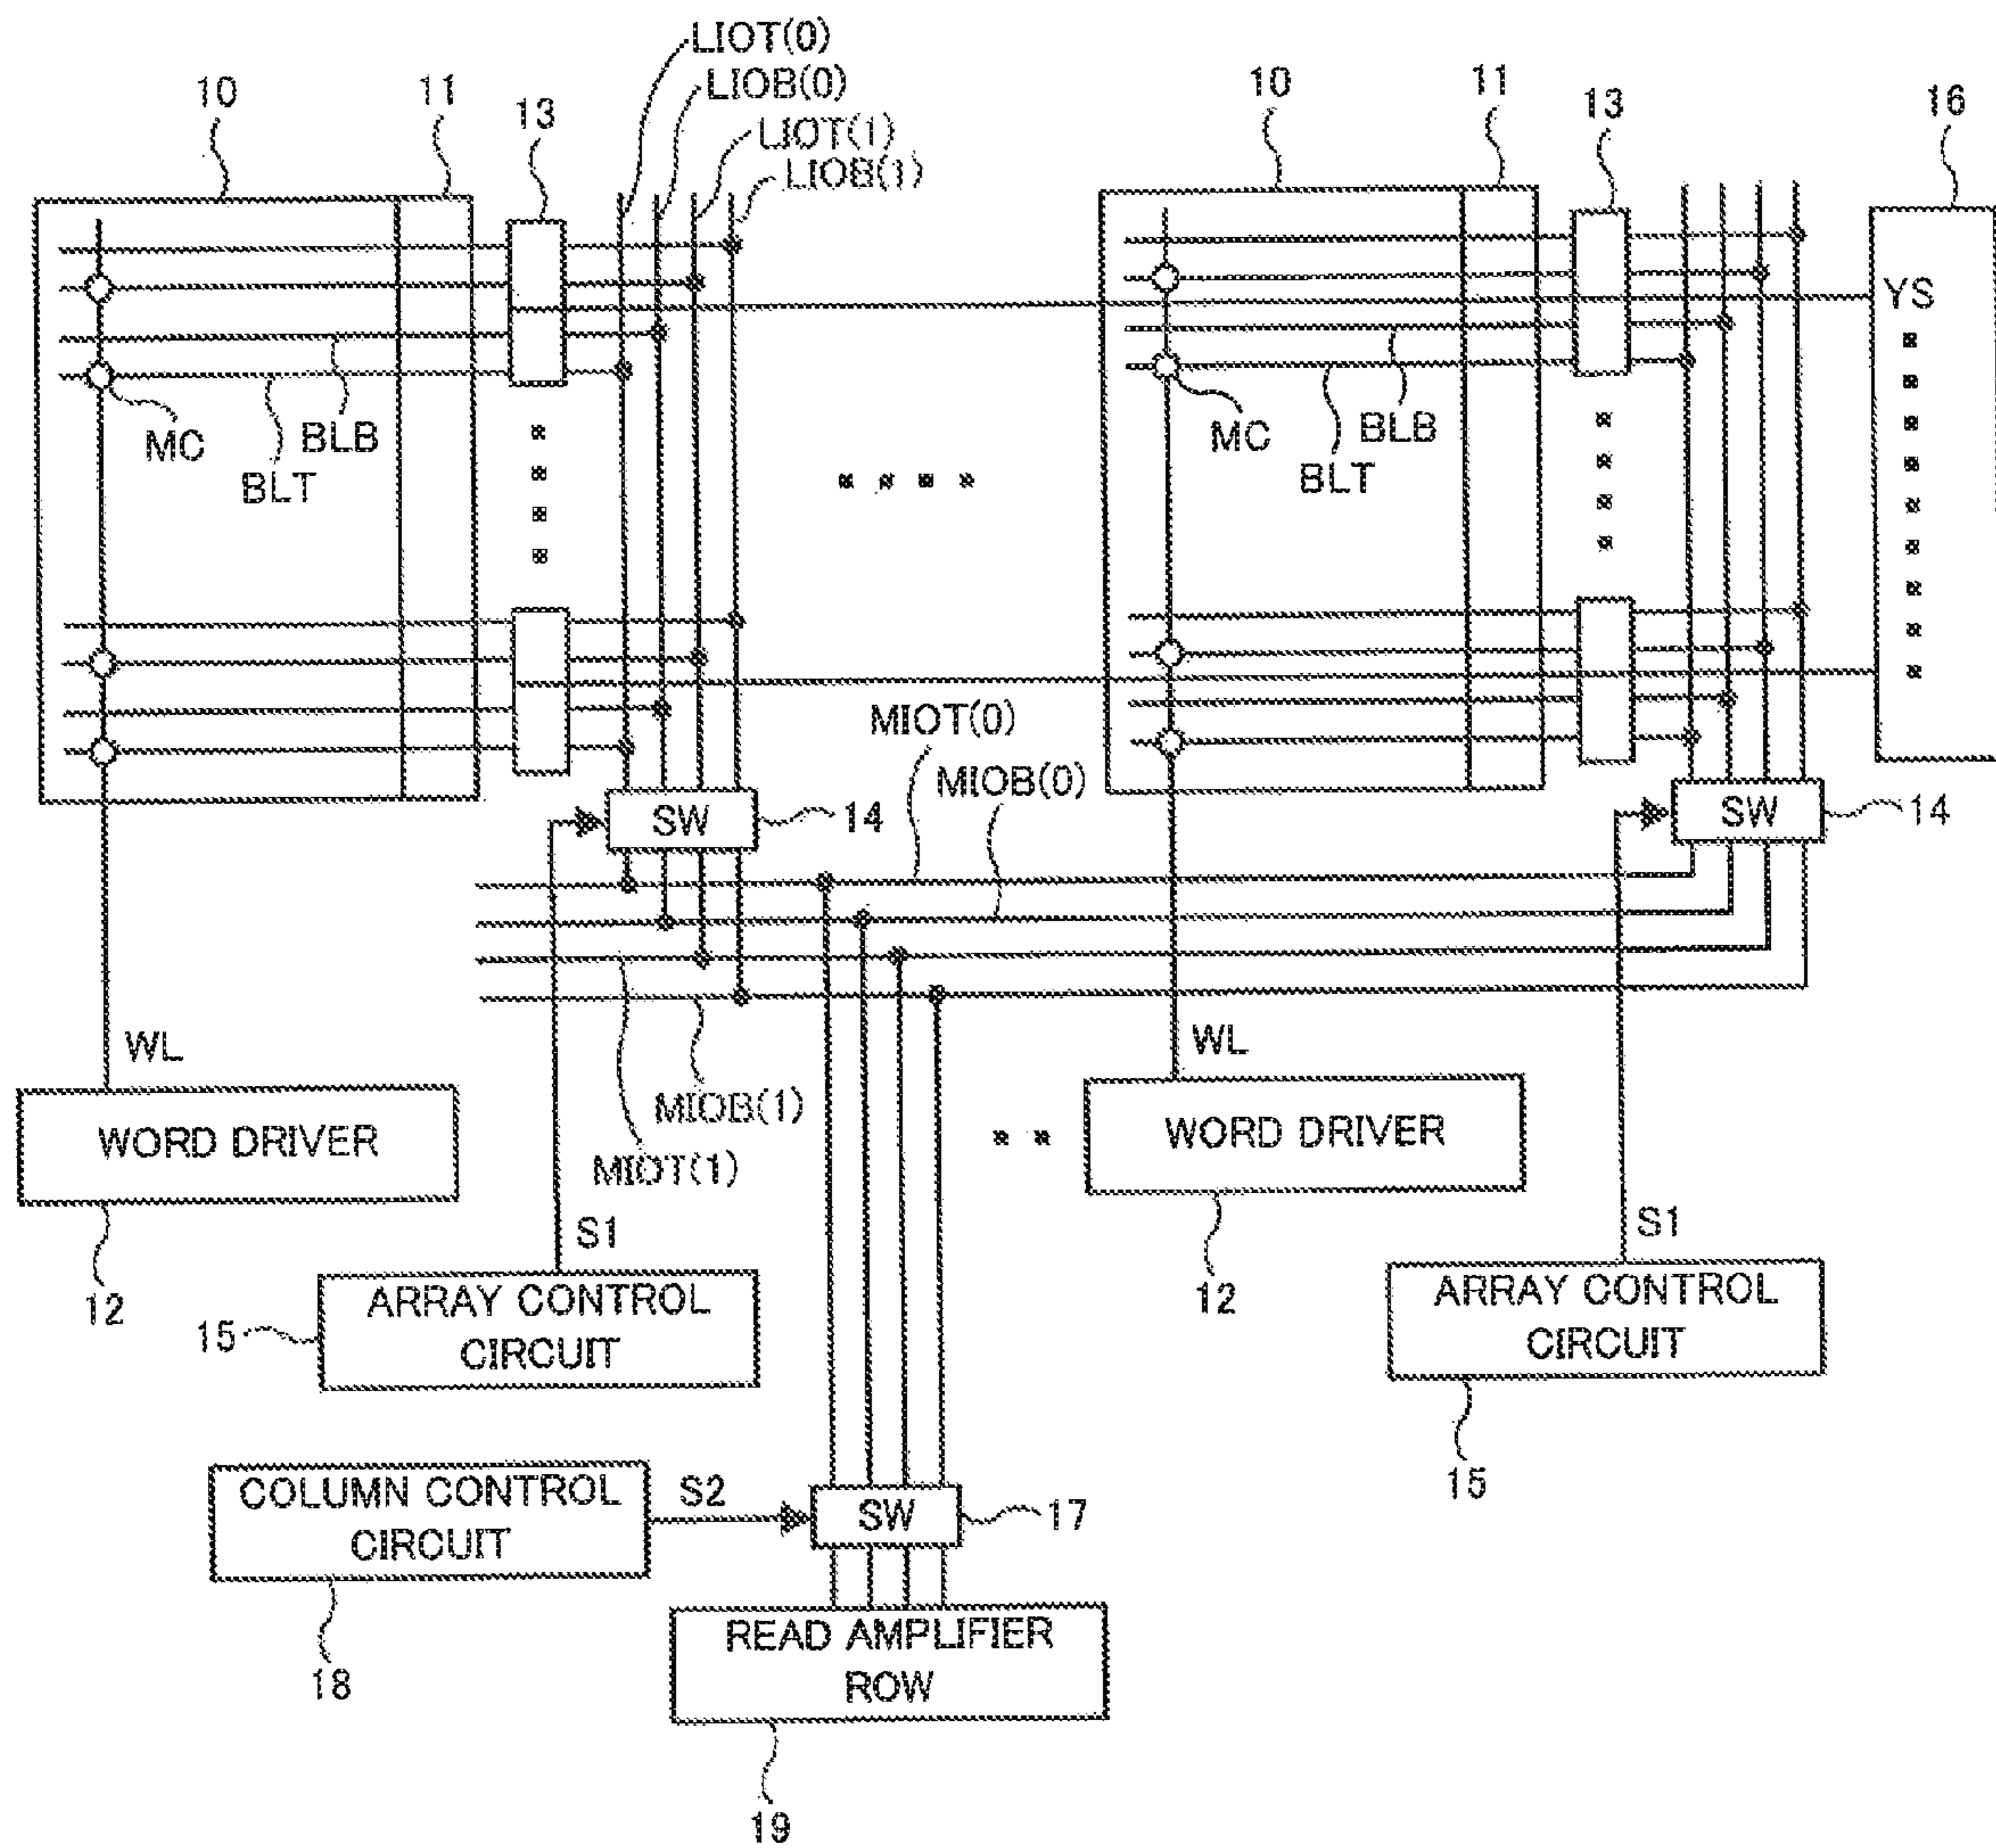 LIOT(0)
LIOB(0)
LIOT(1)
LIOB(1)
10
11
13
10
11
13
16
YS
MC
BLB
BLT
MC
BLB
BLT
MIOT(0)
MIOB(0)
SW
14
SW
14
WL
WL
MIOB(1)
MIOT(1)
WORD DRIVER
WORD DRIVER
12
12
S1
S1
ARRAY CONTROL
CIRCUIT
15
ARRAY CONTROL
CIRCUIT
15
COLUMN CONTROL
CIRCUIT
18
S2
SW
17
READ AMPLIFIER
ROW
19